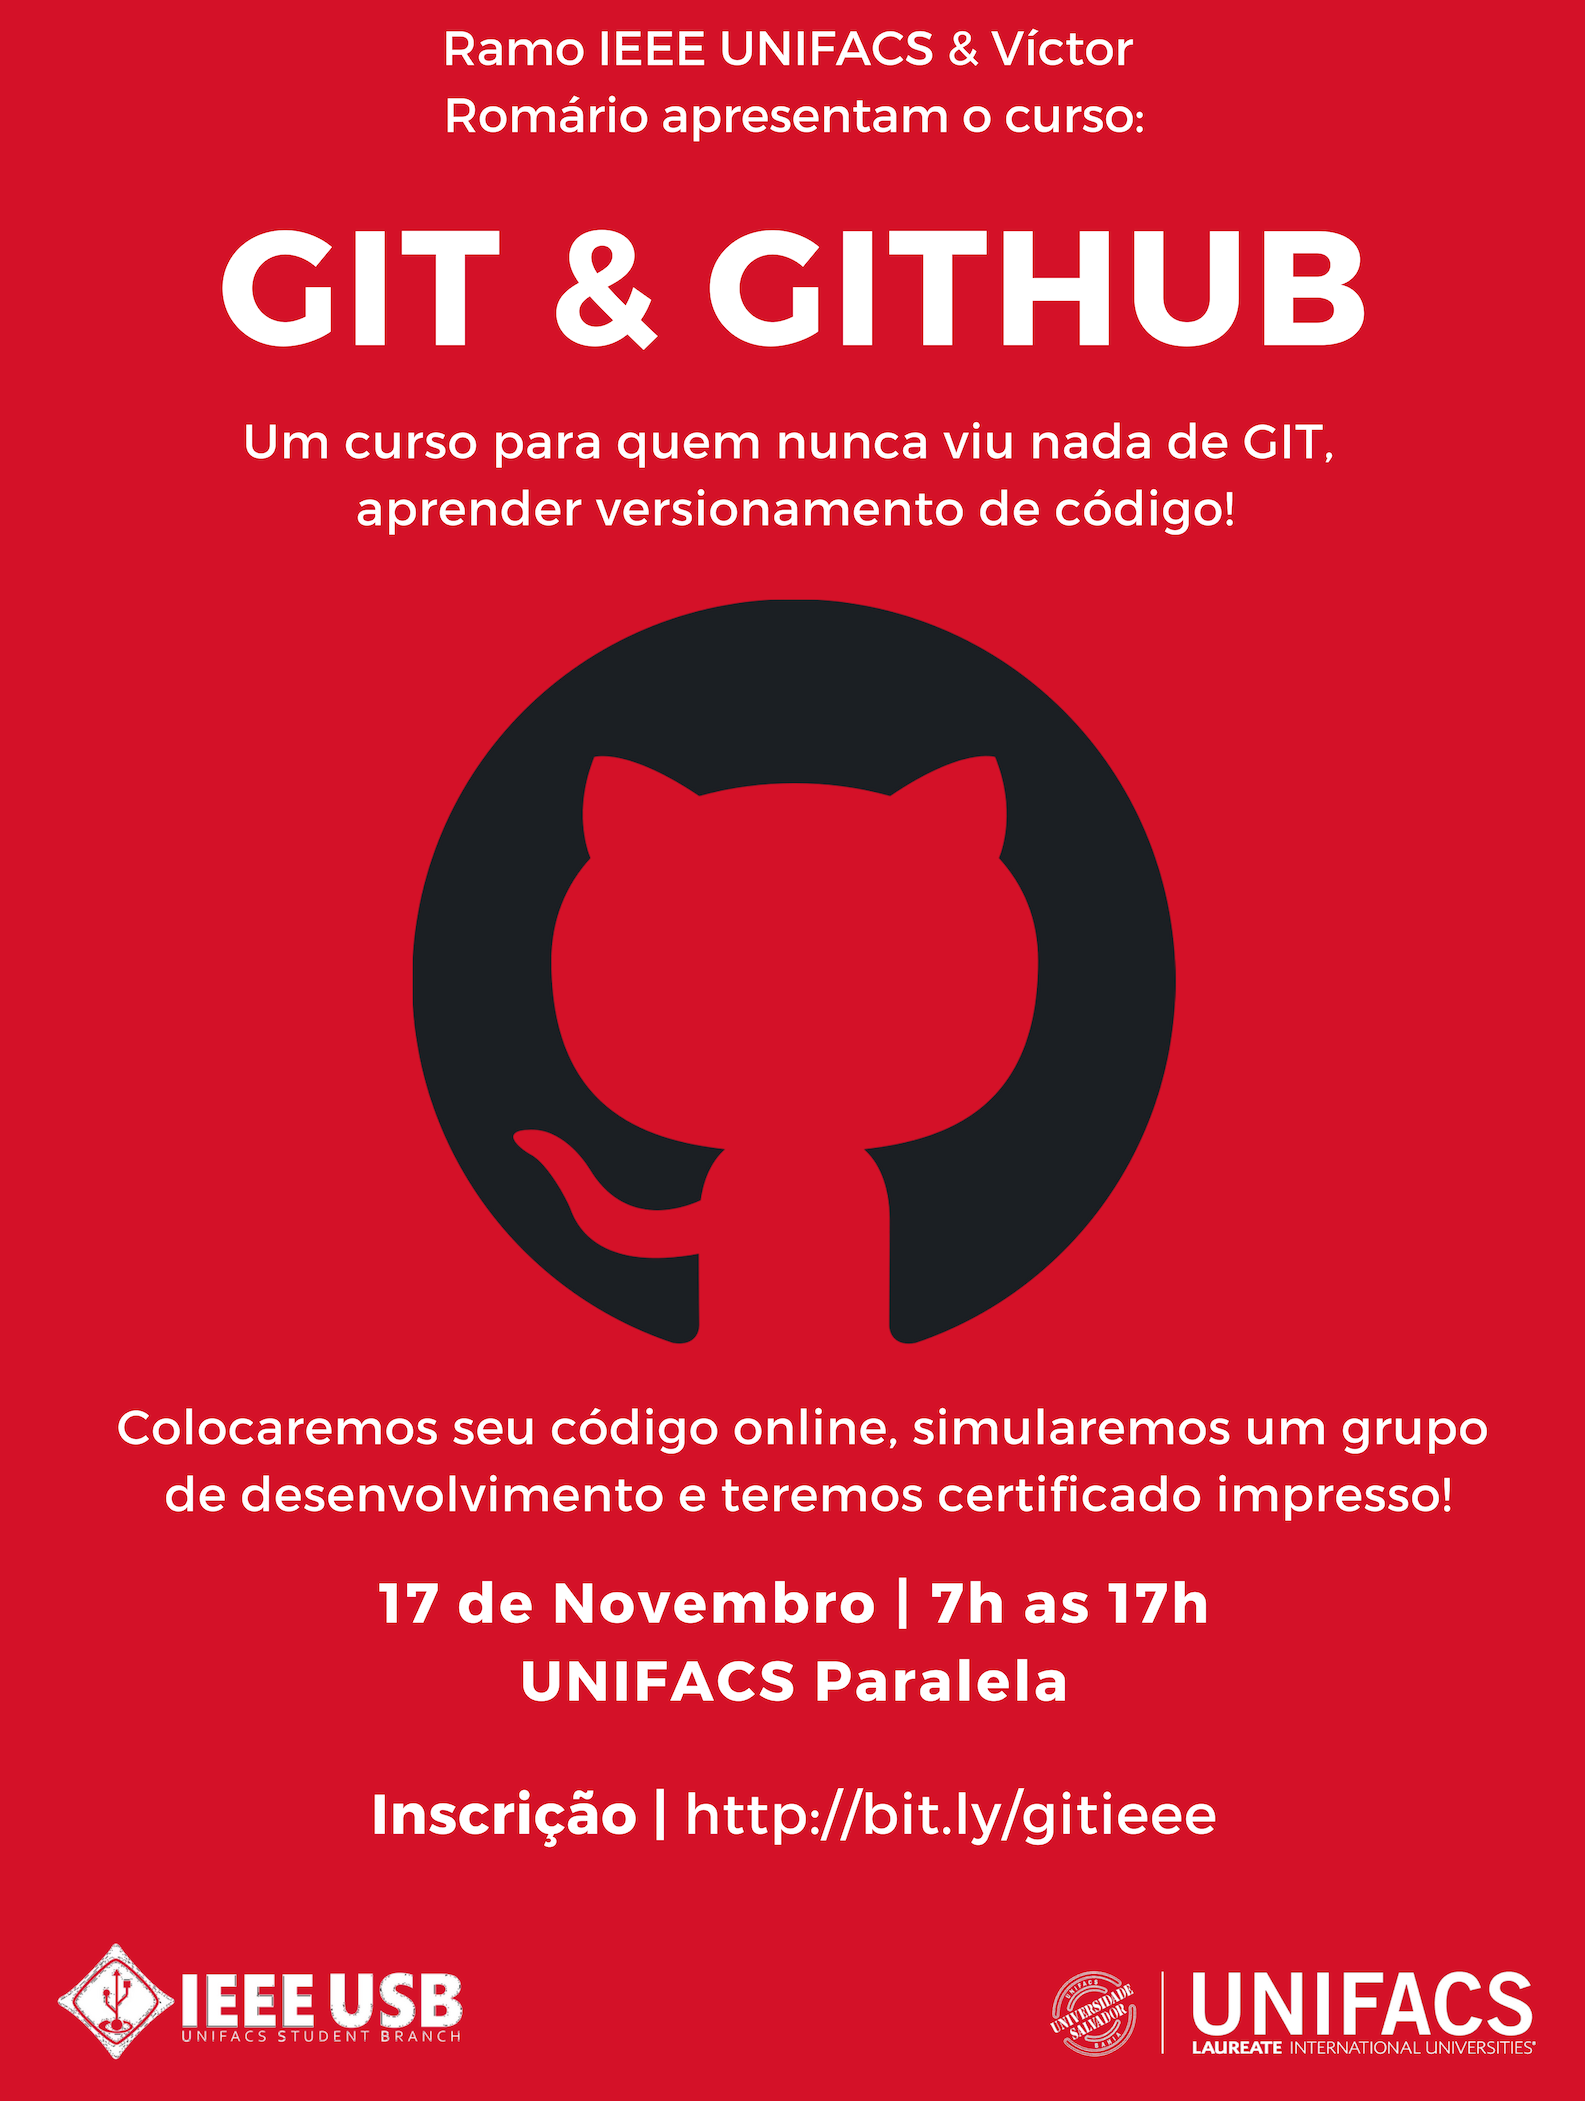 Ramo IEEE UNIFACS & Víctor
Romário apresentam o curso:
GIT & GITHUB
Um curso para quem nunca viu nada de GIT,
aprender versionamento de código!
Colocaremos seu código online, simularemos um grupo
de desenvolvimento e teremos certificado impresso!
17 de Novembro | 7h as 17h
UNIFACS Paralela
Inscrição | http://bit.ly/gitieee
IEEE USB
UNIFACS STUDENT BRANCH
UNIFACS
UNIVERSIDADE
SALVADOR
BAHIA
UNIFACS
LAUREATE INTERNATIONAL UNIVERSITIES®